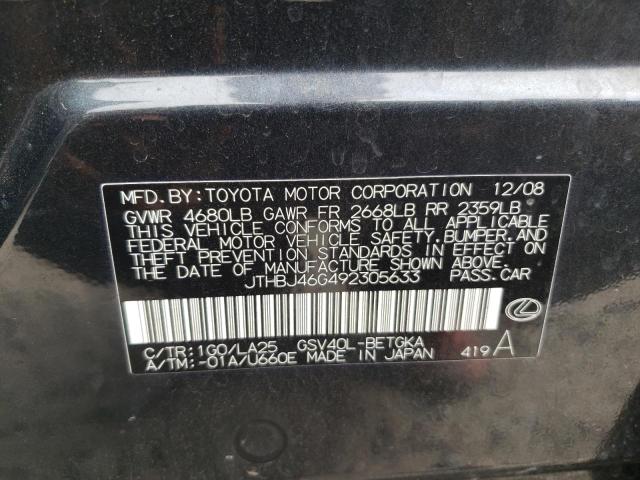 MFD. BY: TOYOTA MOTOR CORPORATION 12/08
GVWR 4680LB GAWR FR 2668LB RR 2359LB
THIS VEHICLE CONFORMS TO ALL APPLICABLE
FEDERAL MOTOR VEHICLE SAFETY, BUMPER AND
THEFT PREVENTION STANDARDS IN EFFECT ON
THE DATE OF MANUFACTURE SHOWN ABOVE.
JTHBJ46G492305633 PASS. CAR
C/TR: 1G0/LA25 GSV40L-BETGKA
A/TM: -01A/U660E MADE IN JAPAN 419 A